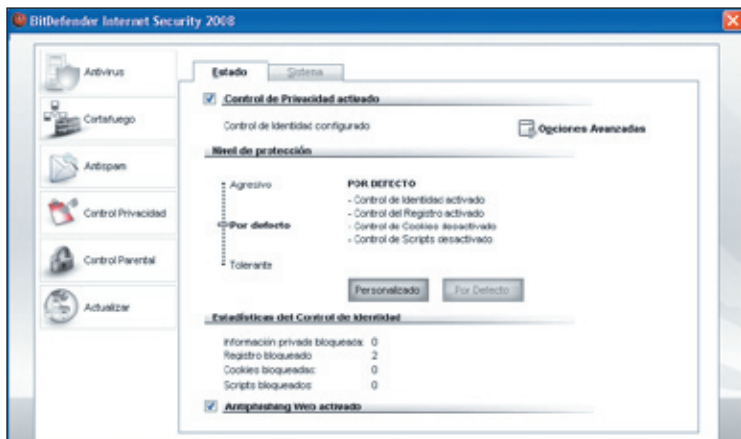 BitDefender Internet Security 2008
Antivirus
Cortafuego
Antispam
Control Privacidad
Control Parental
Actualizar
Estado
Sistema
Control de Privacidad activado
Control de Identidad configurado
Opciones Avanzadas
Nivel de protección
Agresivo
Por defecto
Tolerante
POR DEFECTO
- Control de Identidad activado
- Control del Registro activado
- Control de Cookies desactivado
- Control de Scripts desactivado
Personalizado
Por Defecto
Estadísticas del Control de Identidad
Información privada bloqueada: 0
Registro bloqueado 2
Cookies bloqueadas: 0
Scripts bloqueados 0
Antiphishing Web activado